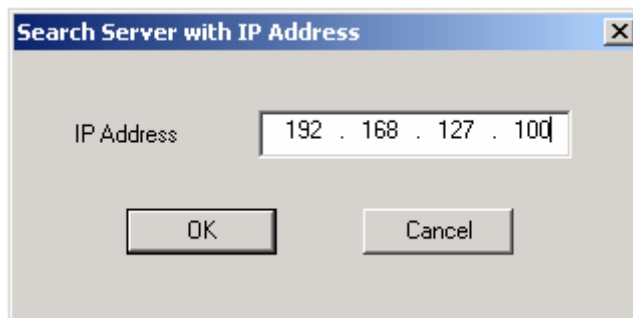 Search Server with IP Address
IP Address 192 . 168 . 127 . 100
OK Cancel